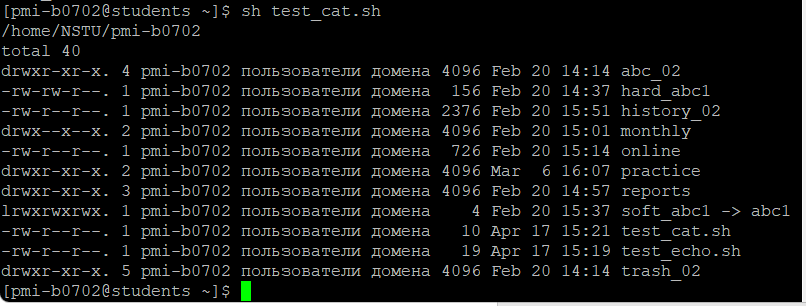 [pmi-b0702@students ~]$ sh test_cat.sh
/home/NSTU/pmi-b0702
total 40
drwxr-xr-x. 4 pmi-b0702 пользователи домена 4096 Feb 20 14:14 abc_02
-rw-rw-r--. 1 pmi-b0702 пользователи домена  156 Feb 20 14:37 hard_abc1
-rw-r--r--. 1 pmi-b0702 пользователи домена 2376 Feb 20 15:51 history_02
drwx--x--x. 2 pmi-b0702 пользователи домена 4096 Feb 20 15:01 monthly
-rw-r--r--. 1 pmi-b0702 пользователи домена  726 Feb 20 15:14 online
drwxr-xr-x. 2 pmi-b0702 пользователи домена 4096 Mar  6 16:07 practice
drwxr-xr-x. 3 pmi-b0702 пользователи домена 4096 Feb 20 14:57 reports
lrwxrwxrwx. 1 pmi-b0702 пользователи домена    4 Feb 20 15:37 soft_abc1 -> abc1
-rw-r--r--. 1 pmi-b0702 пользователи домена   10 Apr 17 15:21 test_cat.sh
-rw-r--r--. 1 pmi-b0702 пользователи домена   19 Apr 17 15:19 test_echo.sh
drwxr-xr-x. 5 pmi-b0702 пользователи домена 4096 Feb 20 14:14 trash_02
[pmi-b0702@students ~]$